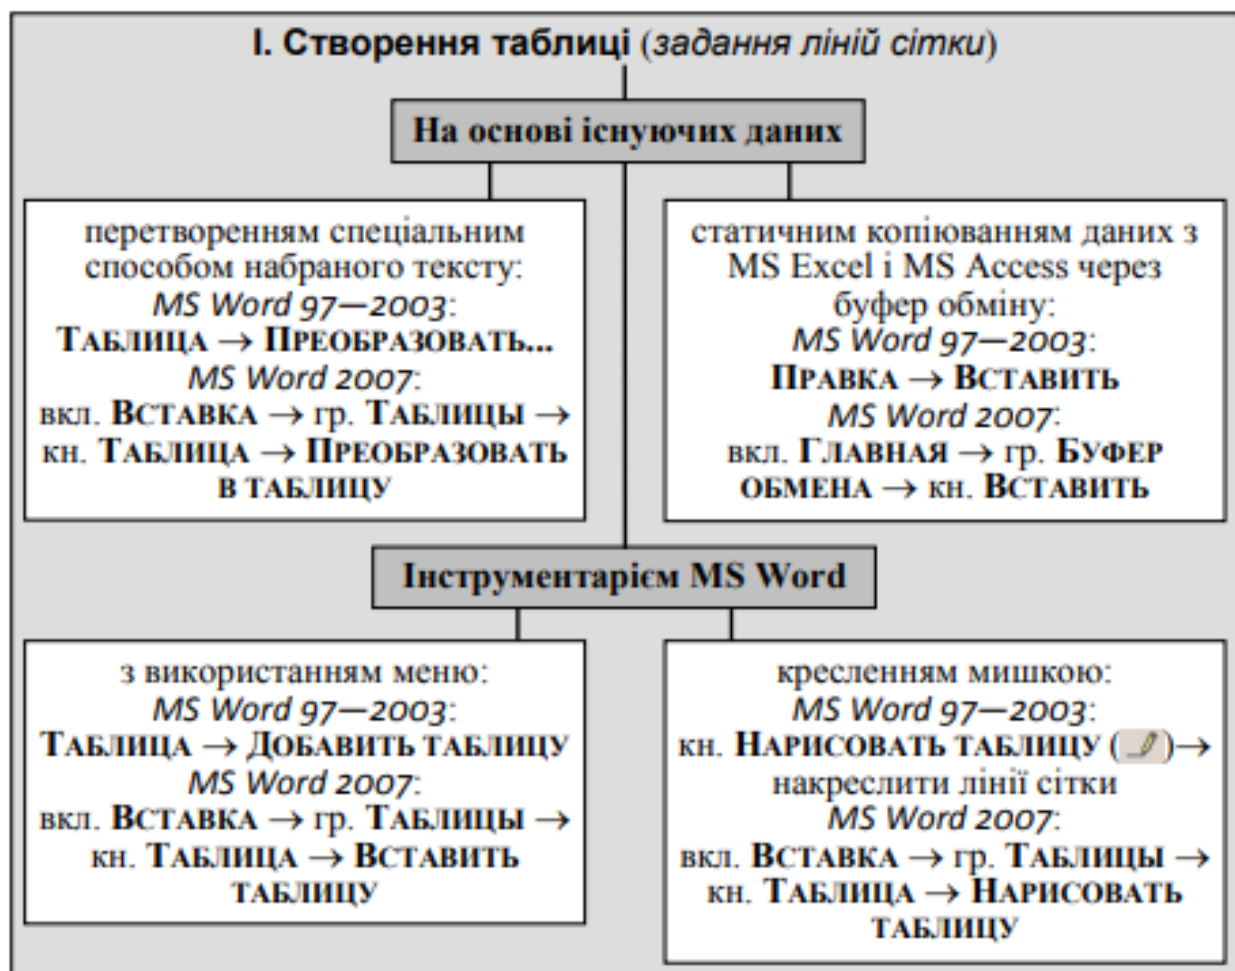 І. Створення таблиці (задання ліній сітки)
На основі існуючих даних
перетворенням спеціальним
способом набраного тексту:
MS Word 97—2003:
ТАБЛИЦА → ПРЕОБРАЗОВАТЬ...
MS Word 2007:
вкл. ВСТАВКА → гр. ТАБЛИЦЫ →
кн. ТАБЛИЦА → ПРЕОБРАЗОВАТЬ
В ТАБЛИЦУ
статичним копіюванням даних з
MS Excel і MS Access через
буфер обміну:
MS Word 97—2003:
ПРАВКА → ВСТАВИТЬ
MS Word 2007:
вкл. ГЛАВНАЯ → гр. БУФЕР
ОБМЕНА → кн. ВСТАВИТЬ
Інструментарієм MS Word
з використанням меню:
MS Word 97—2003:
ТАБЛИЦА → ДОБАВИТЬ ТАБЛИЦУ
MS Word 2007:
вкл. ВСТАВКА → гр. ТАБЛИЦЫ →
кн. ТАБЛИЦА → ВСТАВИТЬ
ТАБЛИЦУ
кресленням мишкою:
MS Word 97—2003:
кн. НАРИСОВАТЬ ТАБЛИЦУ ( ) →
накреслити лінії сітки
MS Word 2007:
вкл. ВСТАВКА → гр. ТАБЛИЦЫ →
кн. ТАБЛИЦА → НАРИСОВАТЬ
ТАБЛИЦУ